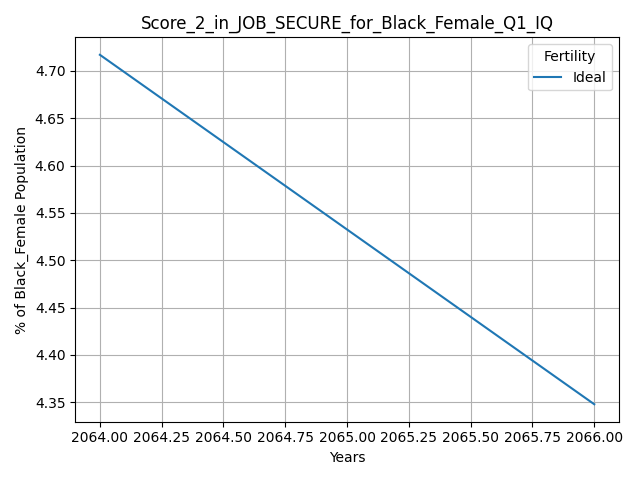 Score_2_in_JOB_SECURE_for_Black_Female_Q1_IQ
Fertility
Ideal
% of Black_Female Population
4.70
4.65
4.60
4.55
4.50
4.45
4.40
4.35
2064.00 2064.25 2064.50 2064.75 2065.00 2065.25 2065.50 2065.75 2066.00
Years